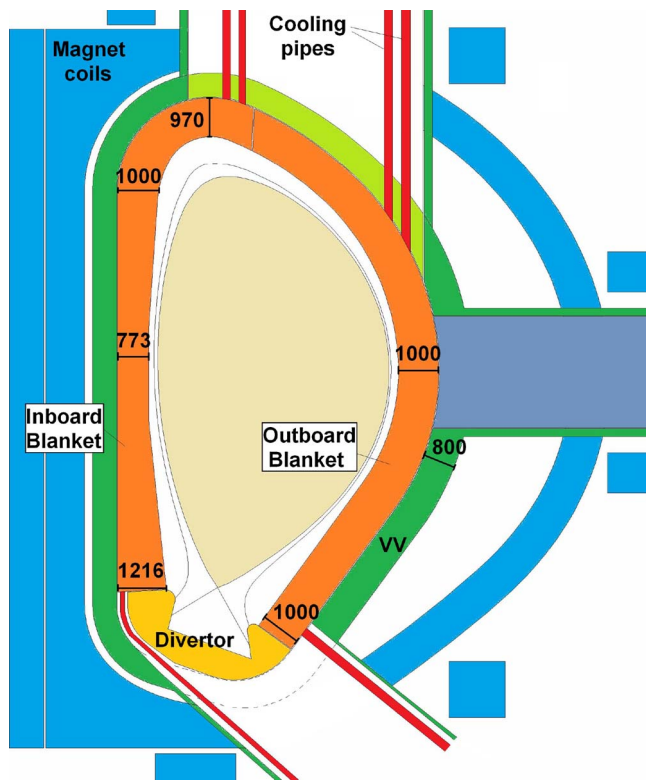 Cooling
pipes
Magnet
coils
970
1000
773
1000
Inboard
Blanket
Outboard
Blanket
800
VV
1216
1000
Divertor